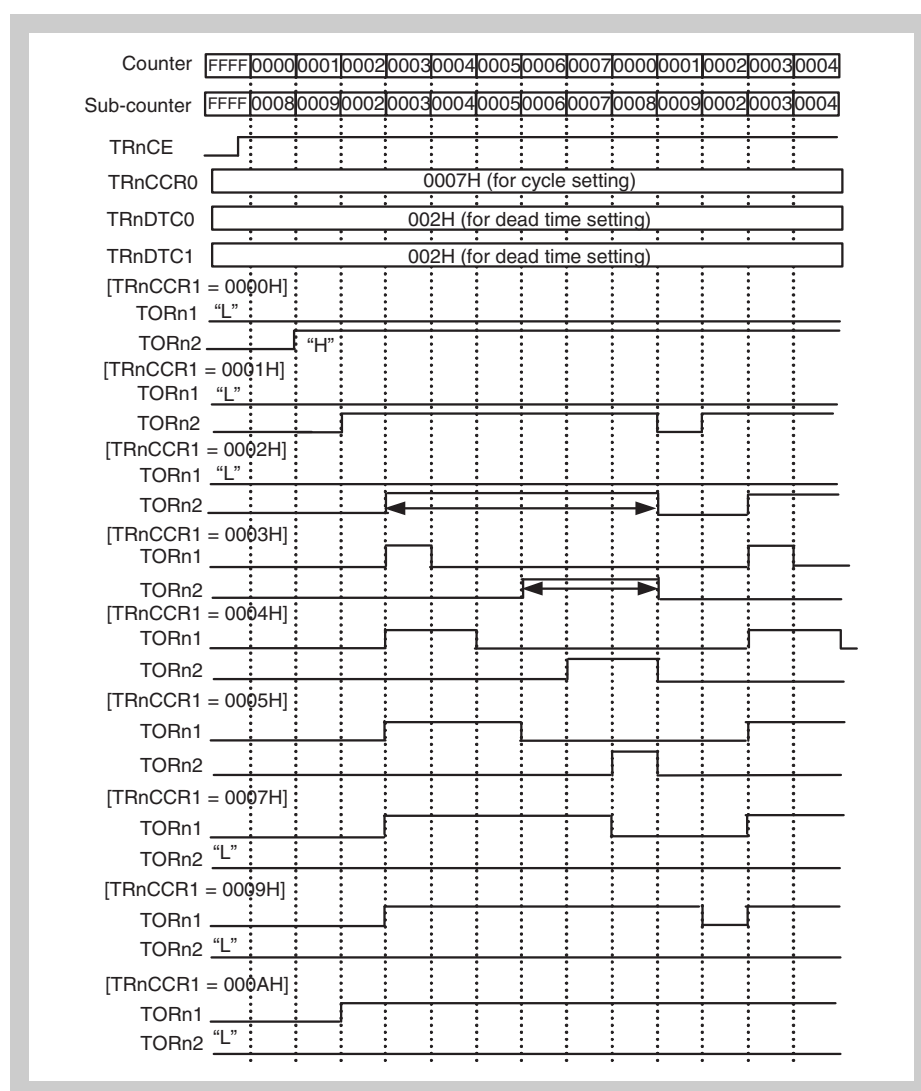 Counter FFFF 0000 0001 0002 0003 0004 0005 0006 0007 0000 0001 0002 0003 0004
Sub-counter FFFF 0008 0009 0002 0003 0004 0005 0006 0007 0008 0009 0002 0003 0004
TRnCE
TRnCCR0 0007H (for cycle setting)
TRnDTC0 002H (for dead time setting)
TRnDTC1 002H (for dead time setting)
[TRnCCR1 = 0000H]
TORn1 “L”
TORn2 “H”
[TRnCCR1 = 0001H]
TORn1 “L”
TORn2
[TRnCCR1 = 0002H]
TORn1 “L”
TORn2
[TRnCCR1 = 0003H]
TORn1
TORn2
[TRnCCR1 = 0004H]
TORn1
TORn2
[TRnCCR1 = 0005H]
TORn1
TORn2
[TRnCCR1 = 0007H]
TORn1
TORn2 “L”
[TRnCCR1 = 0009H]
TORn1
TORn2 “L”
[TRnCCR1 = 000AH]
TORn1
TORn2 “L”